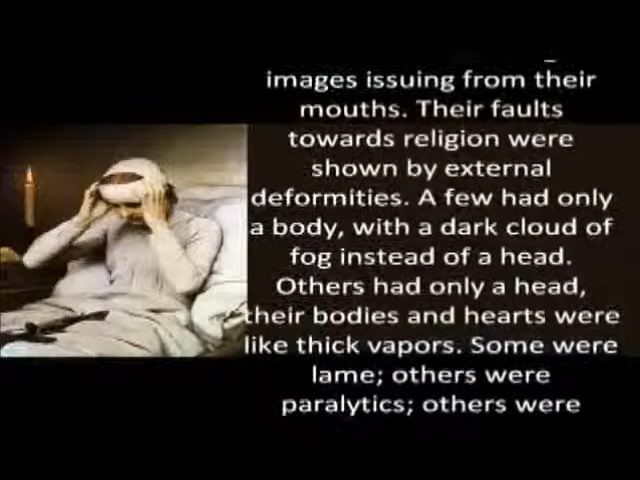 images issuing from their
mouths. Their faults
towards religion were
shown by external
deformities. A few had only
a body, with a dark cloud of
fog instead of a head.
Others had only a head,
their bodies and hearts were
like thick vapors. Some were
lame; others were
paralytics; others were